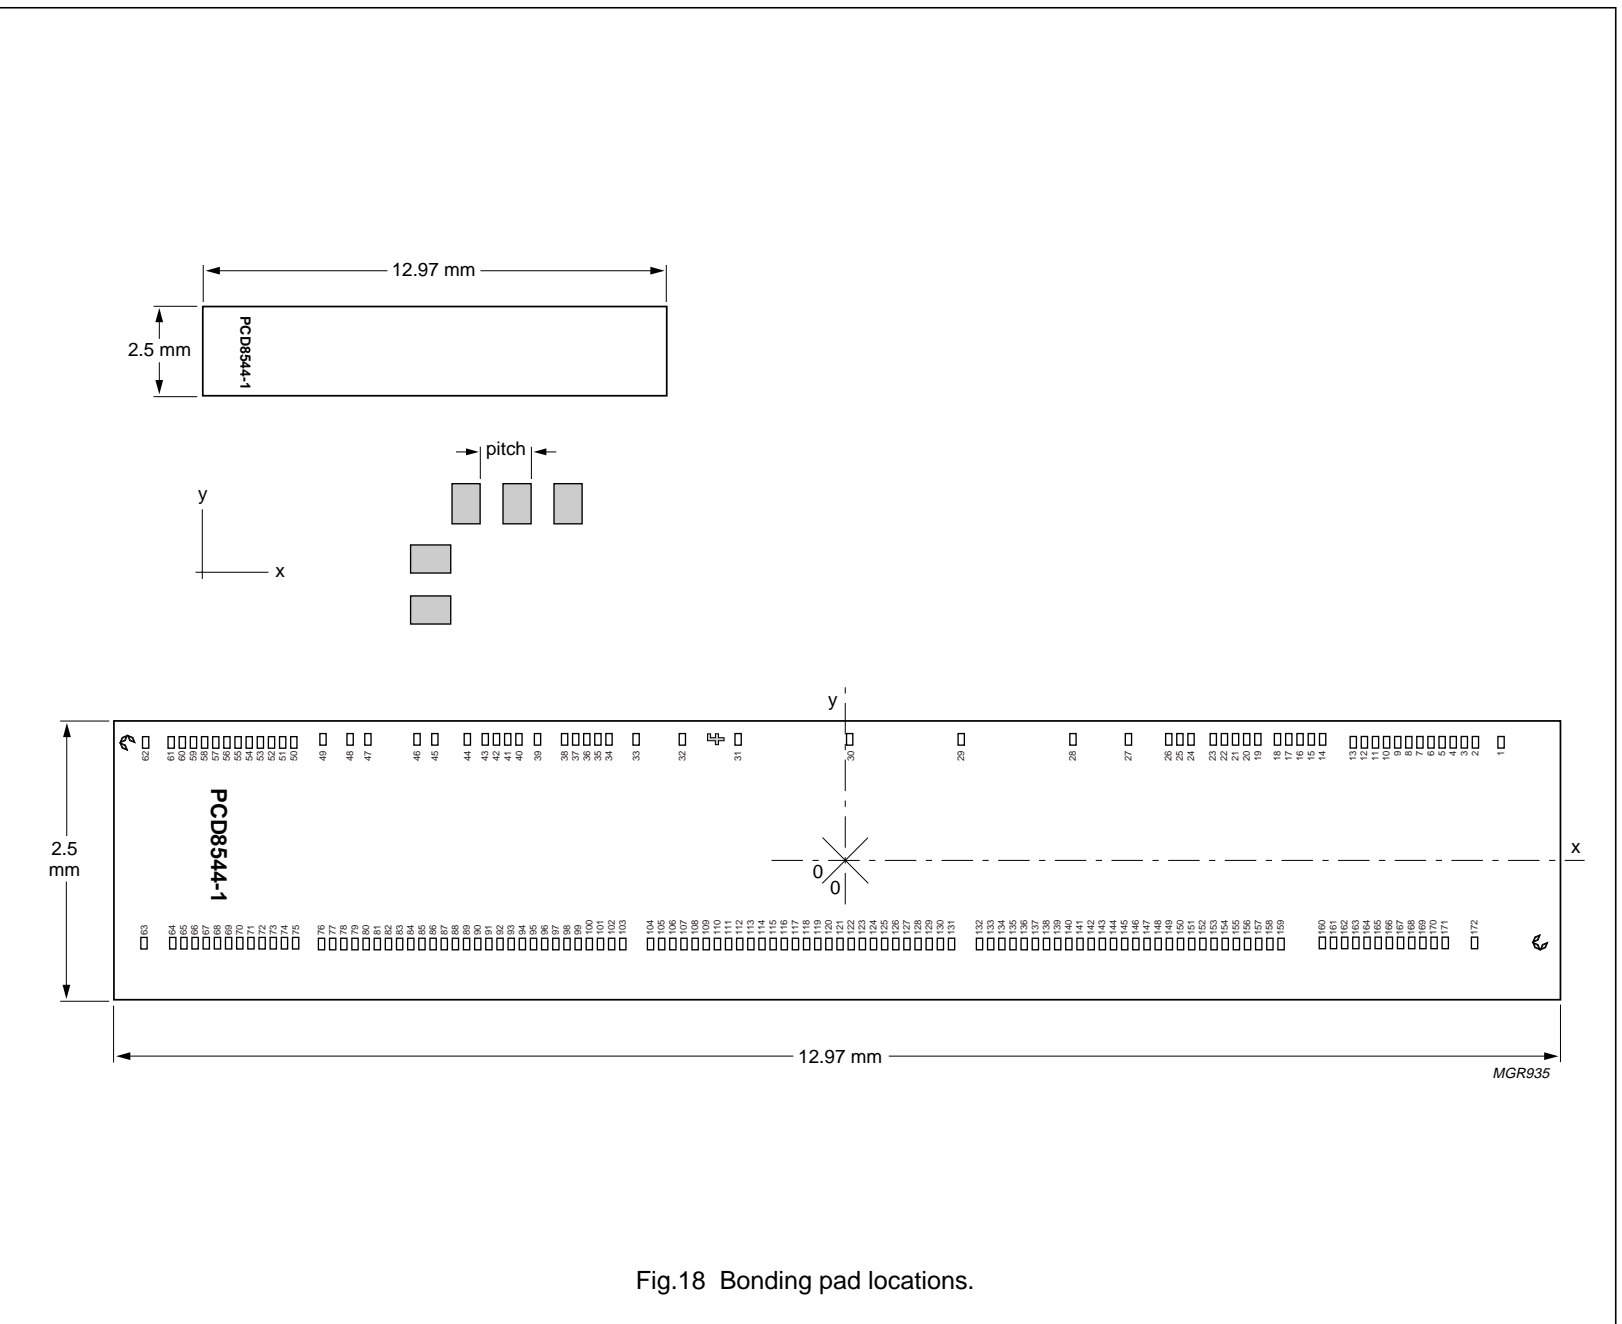 12.97 mm
2.5 mm
PCD8544-1
pitch
y
x
y
62 61 60 59 58 57 56 55 54 53 52 51 50 49 48 47 46 45 44 43 42 41 40 39 38 37 36 35 34 33 32 31 30 29 28 27 26 25 24 23 22 21 20 19 18 17 16 15 14 13 12 11 10 9 8 7 6 5 4 3 2 1
PCD8544-1
2.5
mm
x
0
0
63 64 65 66 67 68 69 70 71 72 73 74 75 76 77 78 79 80 81 82 83 84 85 86 87 88 89 90 91 92 93 94 95 96 97 98 99 100 101 102 103 104 105 106 107 108 109 110 111 112 113 114 115 116 117 118 119 120 121 122 123 124 125 126 127 128 129 130 131 132 133 134 135 136 137 138 139 140 141 142 143 144 145 146 147 148 149 150 151 152 153 154 155 156 157 158 159 160 161 162 163 164 165 166 167 168 169 170 171 172
12.97 mm
MGR935
Fig.18 Bonding pad locations.